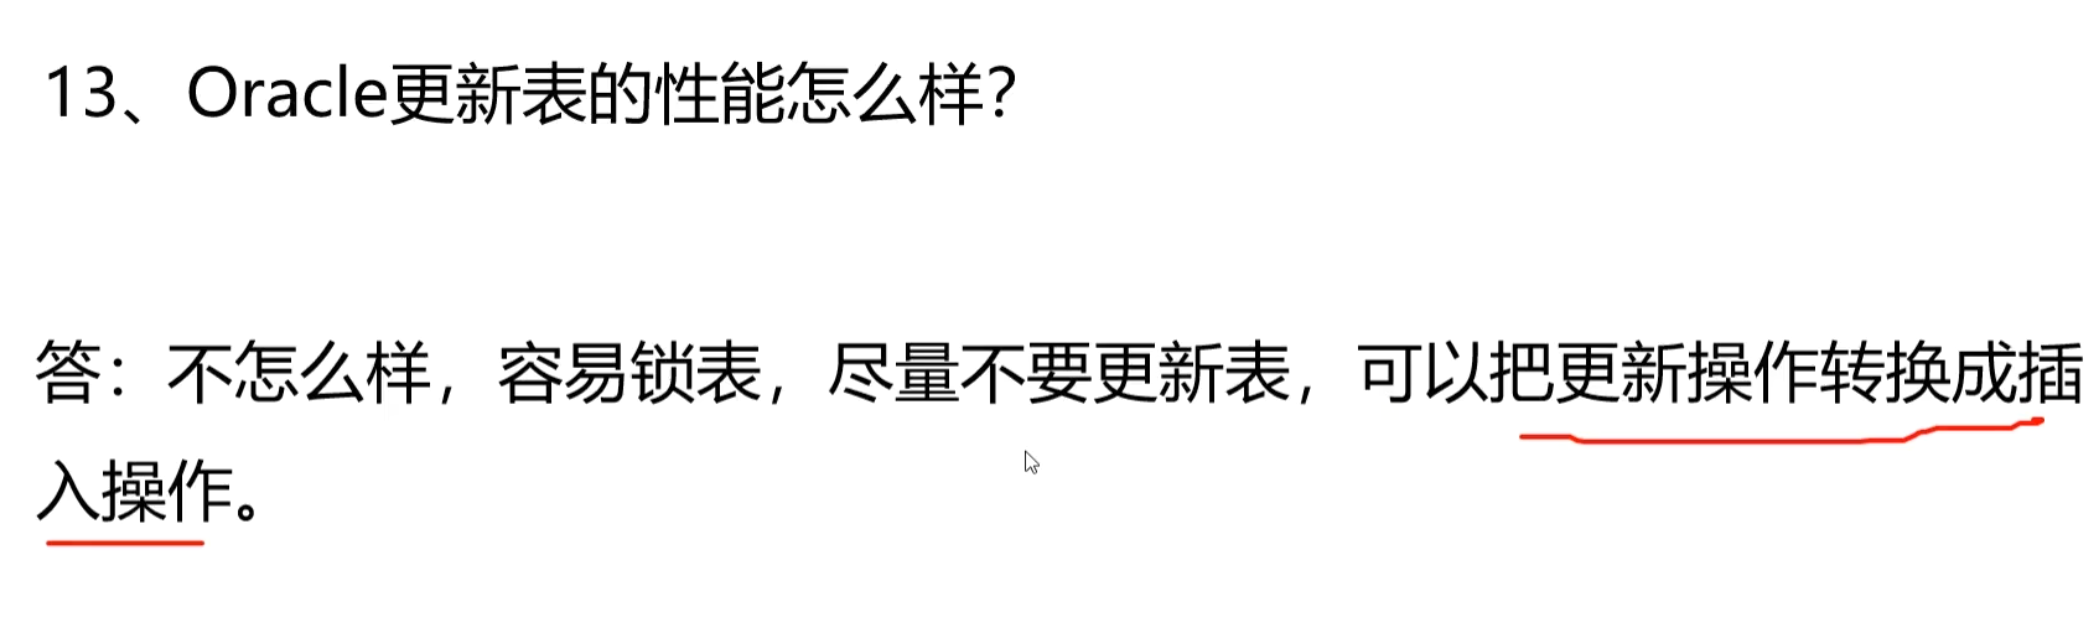 13、Oracle更新表的性能怎么样？
答：不怎么样，容易锁表，尽量不要更新表，可以把更新操作转换成插
入操作。